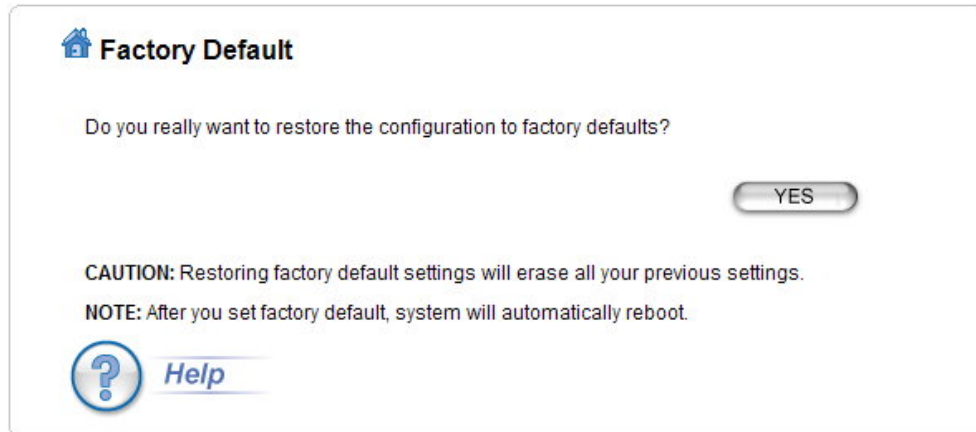 Factory Default
Do you really want to restore the configuration to factory defaults?
YES
CAUTION: Restoring factory default settings will erase all your previous settings.
NOTE: After you set factory default, system will automatically reboot.
Help